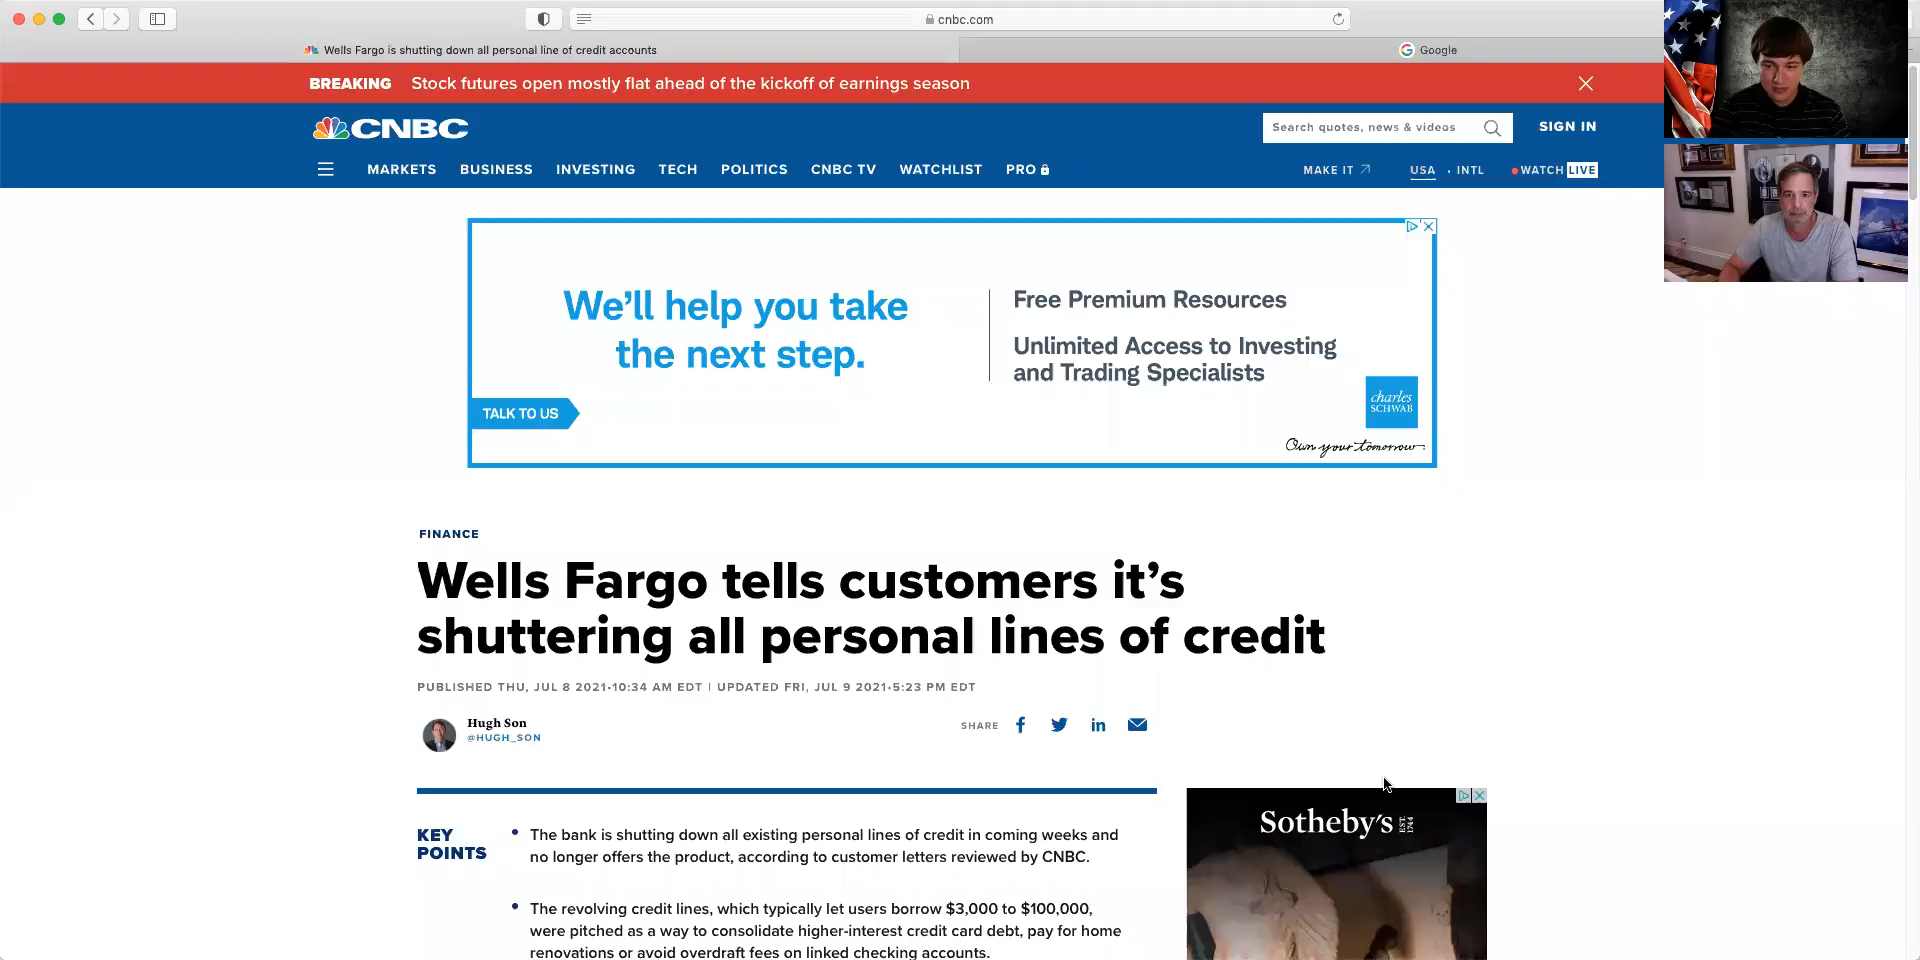 cnbc.com
Wells Fargo is shutting down all personal line of credit accounts
Google
BREAKING Stock futures open mostly flat ahead of the kickoff of earnings season
CNBC
Search quotes, news & videos
SIGN IN
MARKETS BUSINESS INVESTING TECH POLITICS CNBC TV WATCHLIST PRO
MAKE IT USA · INTL WATCH LIVE
We'll help you take
the next step.
Free Premium Resources
Unlimited Access to Investing
and Trading Specialists
TALK TO US
charles
SCHWAB
Own your tomorrow
FINANCE
Wells Fargo tells customers it's
shuttering all personal lines of credit
PUBLISHED THU, JUL 8 2021•10:34 AM EDT | UPDATED FRI, JUL 9 2021•5:23 PM EDT
Hugh Son
@HUGH_SON
SHARE
KEY
POINTS
• The bank is shutting down all existing personal lines of credit in coming weeks and
no longer offers the product, according to customer letters reviewed by CNBC.
• The revolving credit lines, which typically let users borrow $3,000 to $100,000,
were pitched as a way to consolidate higher-interest credit card debt, pay for home
renovations or avoid overdraft fees on linked checking accounts.
Sotheby's EST. 1744